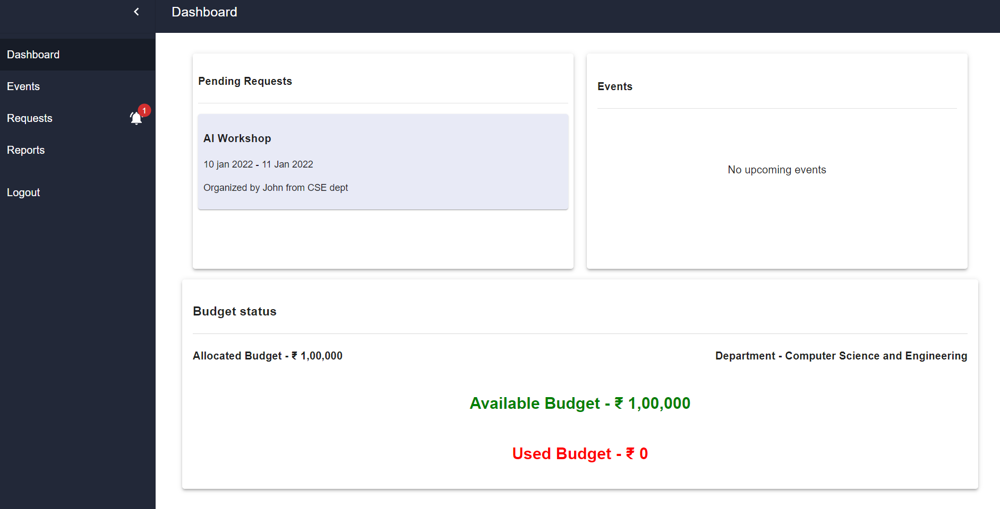 Dashboard
Dashboard
Events
Requests
1
Reports
Logout
Pending Requests
AI Workshop
10 jan 2022 - 11 Jan 2022
Organized by John from CSE dept
Events
No upcoming events
Budget status
Allocated Budget - ₹ 1,00,000
Department - Computer Science and Engineering
Available Budget - ₹ 1,00,000
Used Budget - ₹ 0